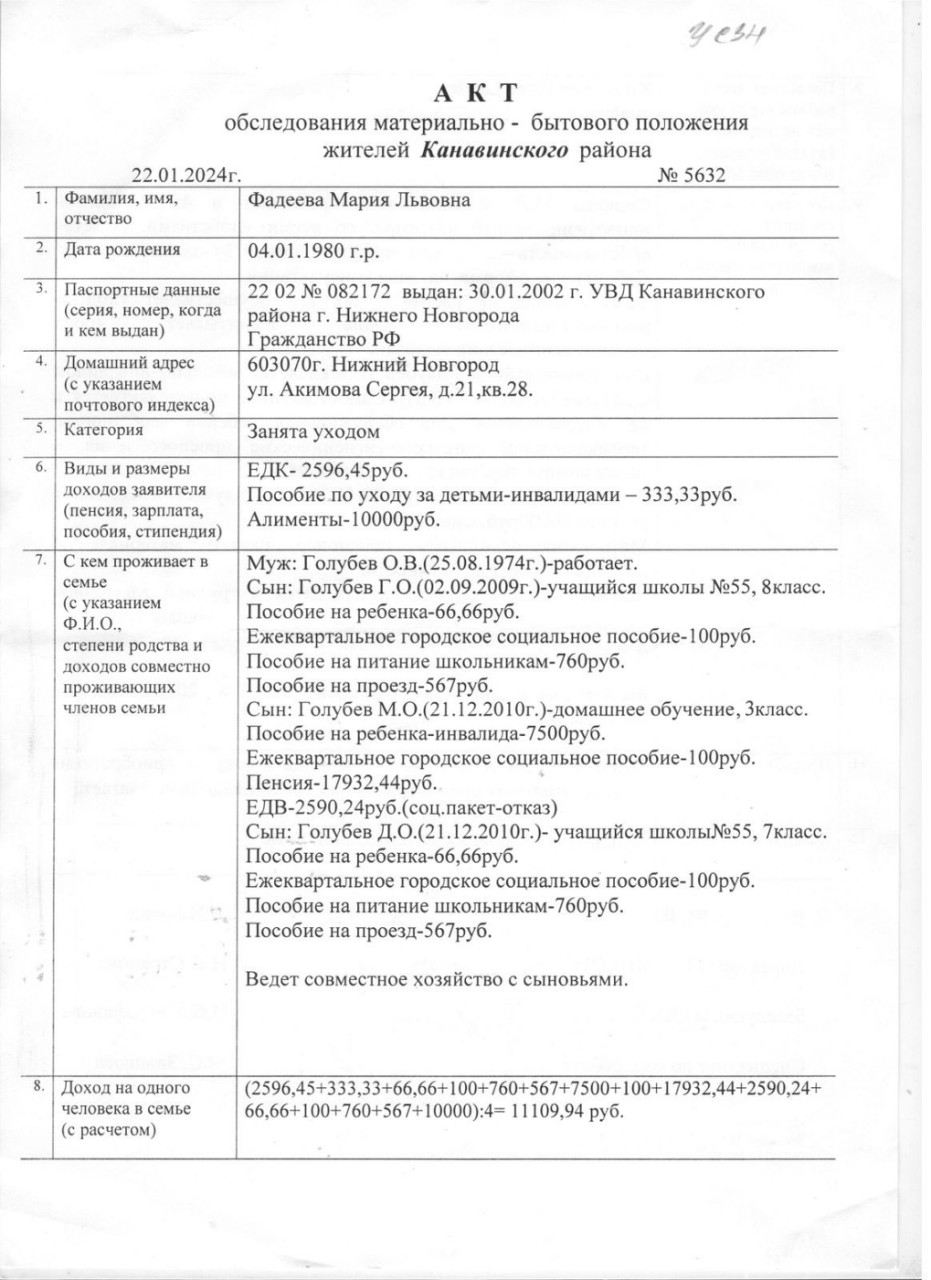 УСЗН
А К Т
обследования материально - бытового положения
жителей Канавинского района
22.01.2024г. № 5632
1. Фамилия, имя, отчество
Фадеева Мария Львовна
2. Дата рождения
04.01.1980 г.р.
3. Паспортные данные
(серия, номер, когда
и кем выдан)
22 02 № 082172 выдан: 30.01.2002 г. УВД Канавинского
района г. Нижнего Новгорода
Гражданство РФ
4. Домашний адрес
(с указанием
почтового индекса)
603070г. Нижний Новгород
ул. Акимова Сергея, д.21,кв.28.
5. Категория
Занята уходом
6. Виды и размеры
доходов заявителя
(пенсия, зарплата,
пособия, стипендия)
ЕДК- 2596,45руб.
Пособие по уходу за детьми-инвалидами – 333,33руб.
Алименты-10000руб.
7. С кем проживает в
семье
(с указанием
Ф.И.О.,
степени родства и
доходов совместно
проживающих
членов семьи
Муж: Голубев О.В.(25.08.1974г.)-работает.
Сын: Голубев Г.О.(02.09.2009г.)-учащийся школы №55, 8класс.
Пособие на ребенка-66,66руб.
Ежеквартальное городское социальное пособие-100руб.
Пособие на питание школьникам-760руб.
Пособие на проезд-567руб.
Сын: Голубев М.О.(21.12.2010г.)-домашнее обучение, 3класс.
Пособие на ребенка-инвалида-7500руб.
Ежеквартальное городское социальное пособие-100руб.
Пенсия-17932,44руб.
ЕДВ-2590,24руб.(соц.пакет-отказ)
Сын: Голубев Д.О.(21.12.2010г.)- учащийся школы№55, 7класс.
Пособие на ребенка-66,66руб.
Ежеквартальное городское социальное пособие-100руб.
Пособие на питание школьникам-760руб.
Пособие на проезд-567руб.
Ведет совместное хозяйство с сыновьями.
8. Доход на одного
человека в семье
(с расчетом)
(2596,45+333,33+66,66+100+760+567+7500+100+17932,44+2590,24+
66,66+100+760+567+10000):4= 11109,94 руб.